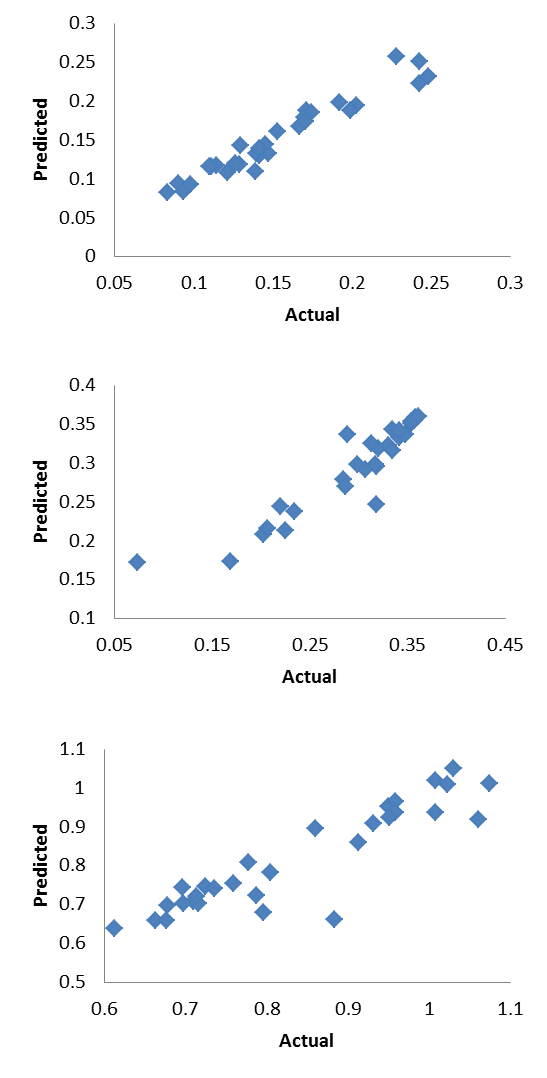 0.3
0.25
0.2
0.15
0.1
0.05
0
Predicted
0.05 0.1 0.15 0.2 0.25 0.3
Actual
0.4
0.35
0.3
0.25
0.2
0.15
0.1
Predicted
0.05 0.15 0.25 0.35 0.45
Actual
1.1
1
0.9
0.8
0.7
0.6
0.5
Predicted
0.6 0.7 0.8 0.9 1 1.1
Actual